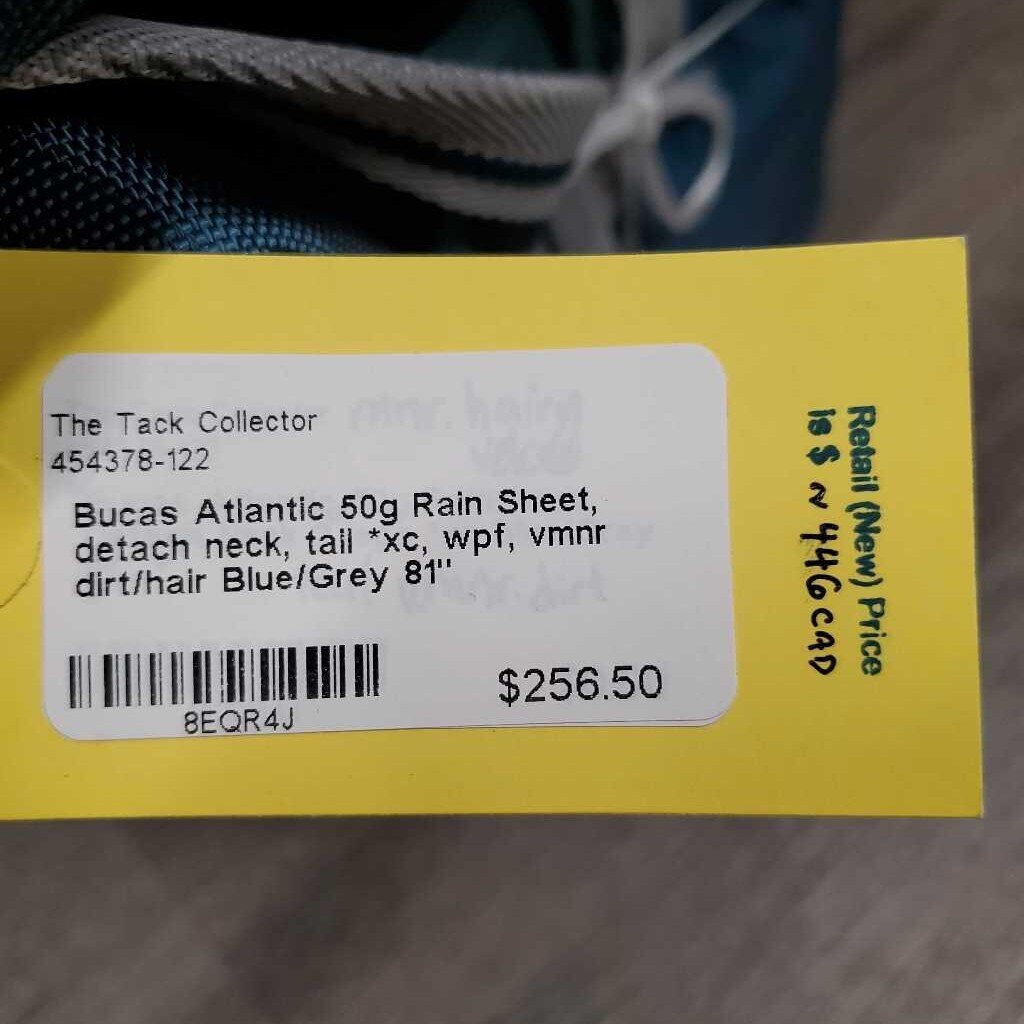 The Tack Collector
454378-122
Bucas Atlantic 50g Rain Sheet,
detach neck, tail *xc, wpf, vmnr
dirt/hair Blue/Grey 81"
8EQR4J
$256.50
Retail (New) Price
is $ ~ 446 CAD